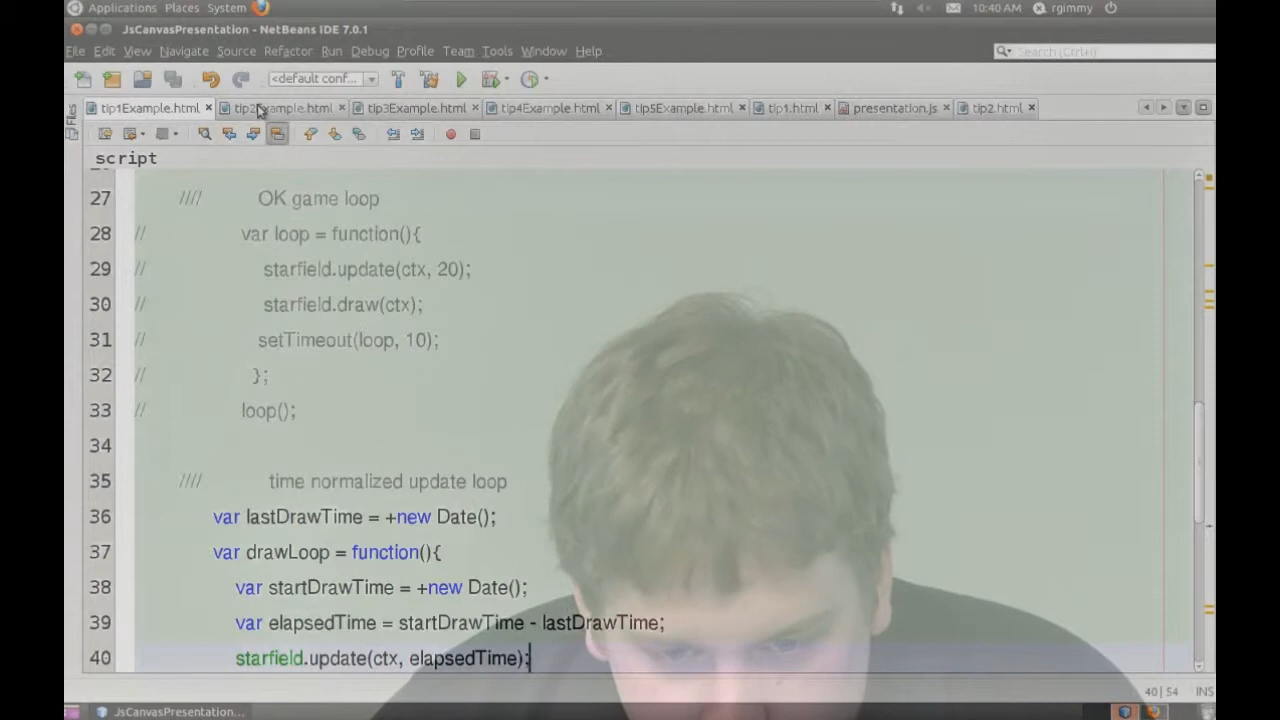 Applications Places System 10:40 AM rgimmy
JsCanvasPresentation - NetBeans IDE 7.0.1
File Edit View Navigate Source Refactor Run Debug Profile Team Tools Window Help Search (Ctrl+I)
<default conf...
Files
tip1Example.html tip2Example.html tip3Example.html tip4Example.html tip5Example.html tip1.html presentation.js tip2.html
script
27 //// OK game loop
28 // var loop = function(){
29 // starfield.update(ctx, 20);
30 // starfield.draw(ctx);
31 // setTimeout(loop, 10);
32 // };
33 // loop();
34
35 //// time normalized update loop
36 var lastDrawTime = +new Date();
37 var drawLoop = function(){
38 var startDrawTime = +new Date();
39 var elapsedTime = startDrawTime - lastDrawTime;
40 starfield.update(ctx, elapsedTime);
40|54 INS
JsCanvasPresentation...